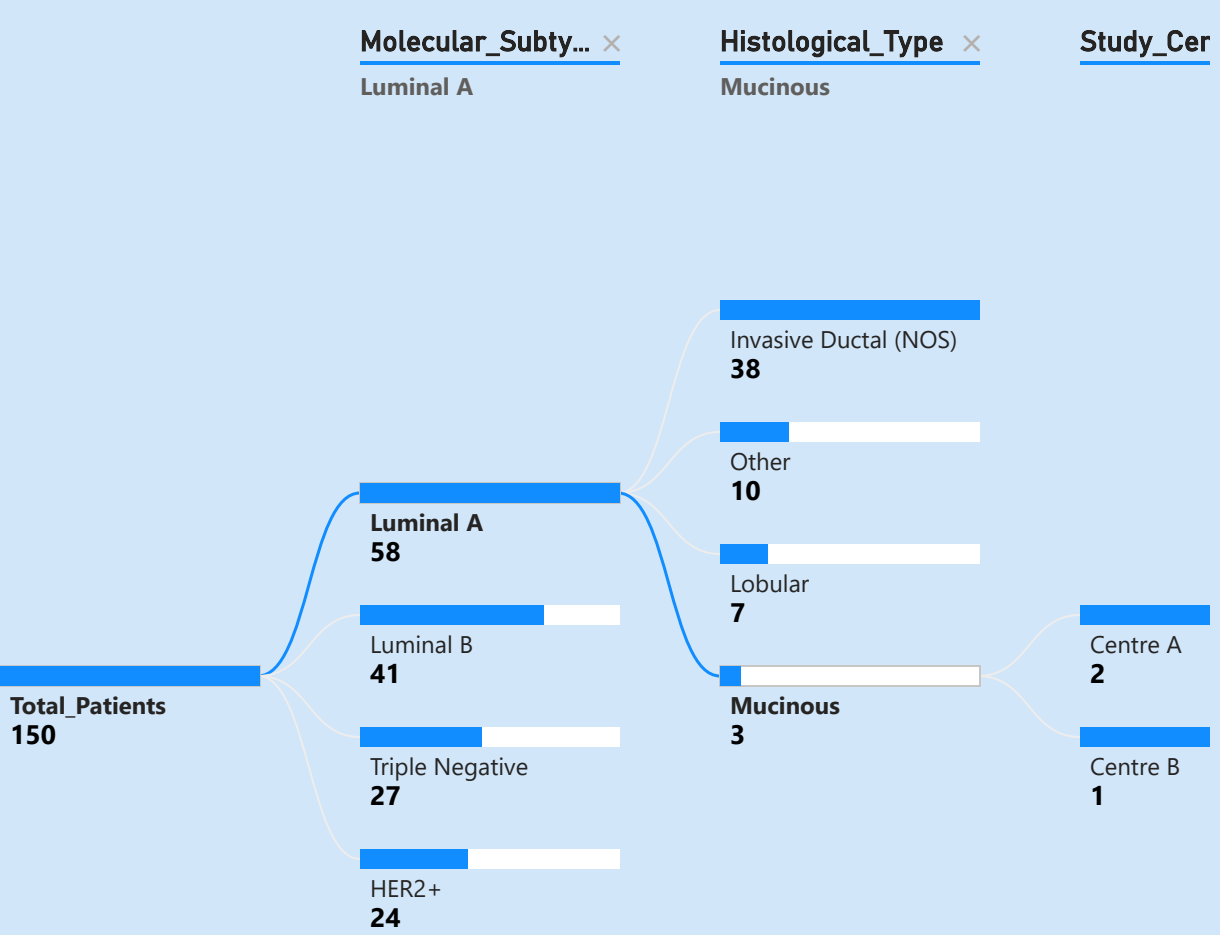 Molecular_Subty...
Luminal A
Histological_Type
Mucinous
Study_Cer
Total_Patients
150
Luminal A
58
Luminal B
41
Triple Negative
27
HER2+
24
Invasive Ductal (NOS)
38
Other
10
Lobular
7
Mucinous
3
Centre A
2
Centre B
1